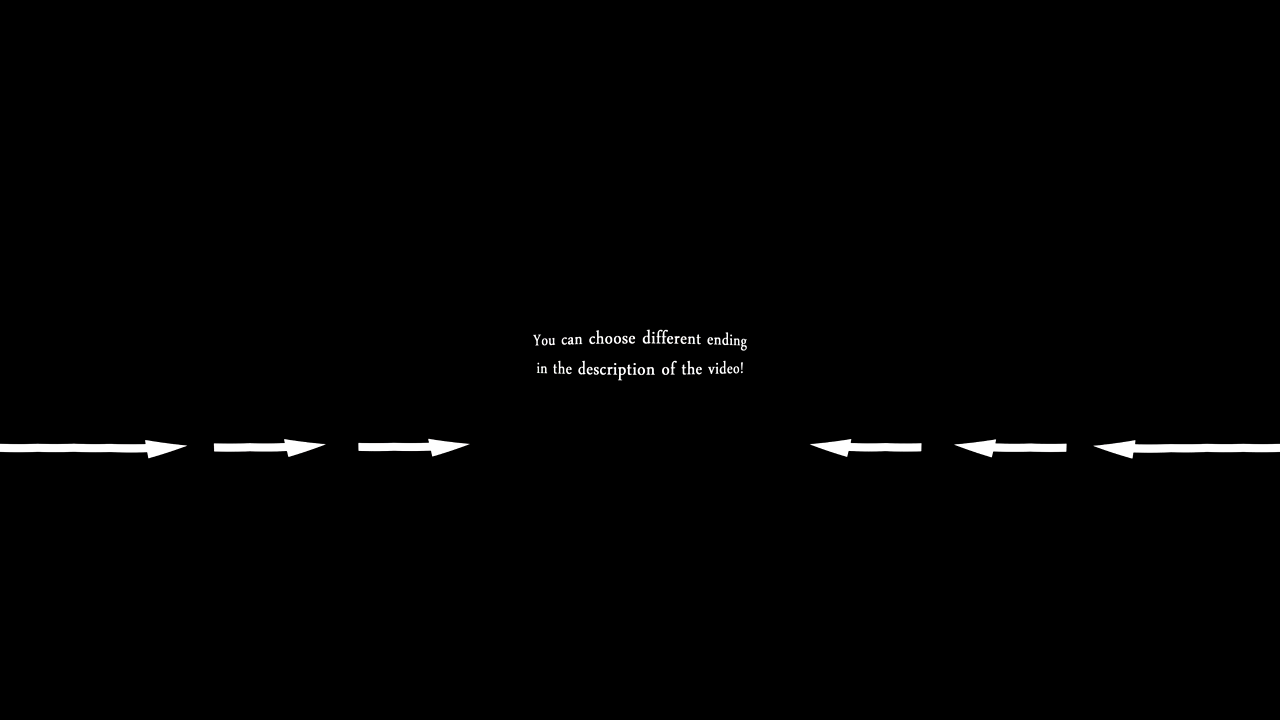 You can choose different ending
in the description of the video!